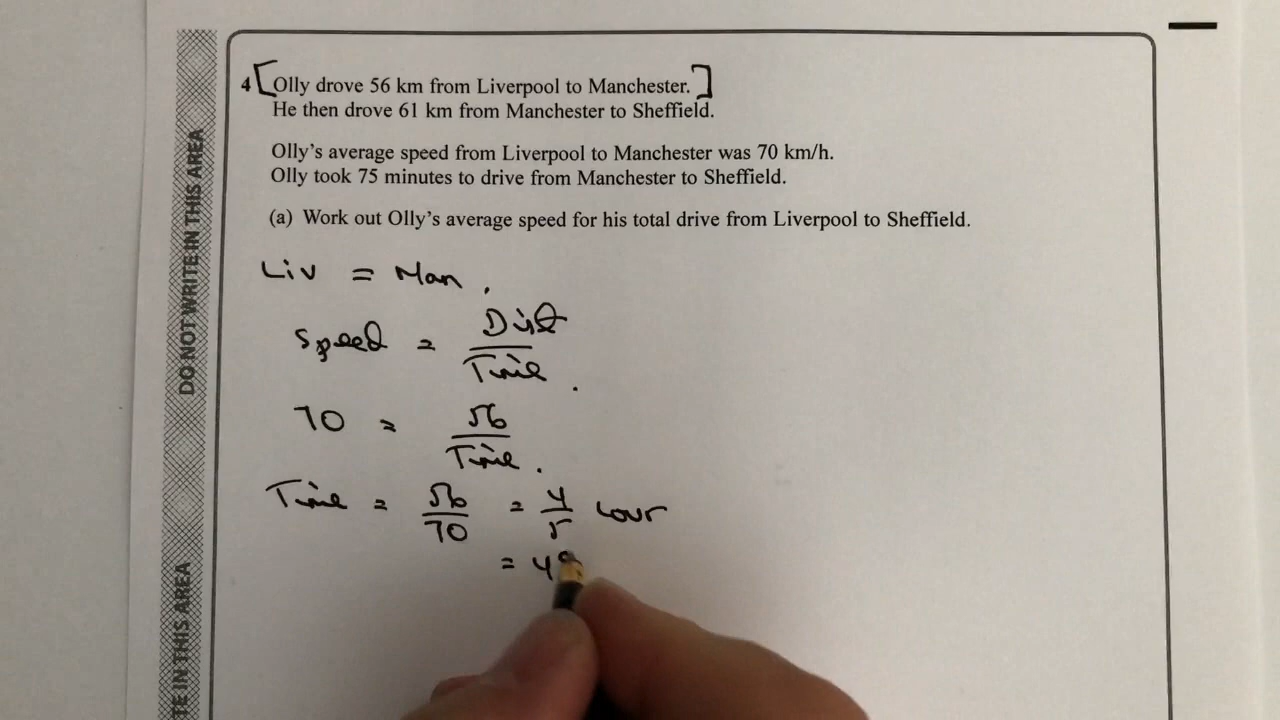 DO NOT WRITE IN THIS AREA
TE IN THIS AREA
4 [Olly drove 56 km from Liverpool to Manchester.]
He then drove 61 km from Manchester to Sheffield.
Olly's average speed from Liverpool to Manchester was 70 km/h.
Olly took 75 minutes to drive from Manchester to Sheffield.
(a) Work out Olly's average speed for his total drive from Liverpool to Sheffield.
Liv = Man.
Speed = Dist
Time.
70 = 56
Time.
Time = 56 = 4 hour
70 5
= 4